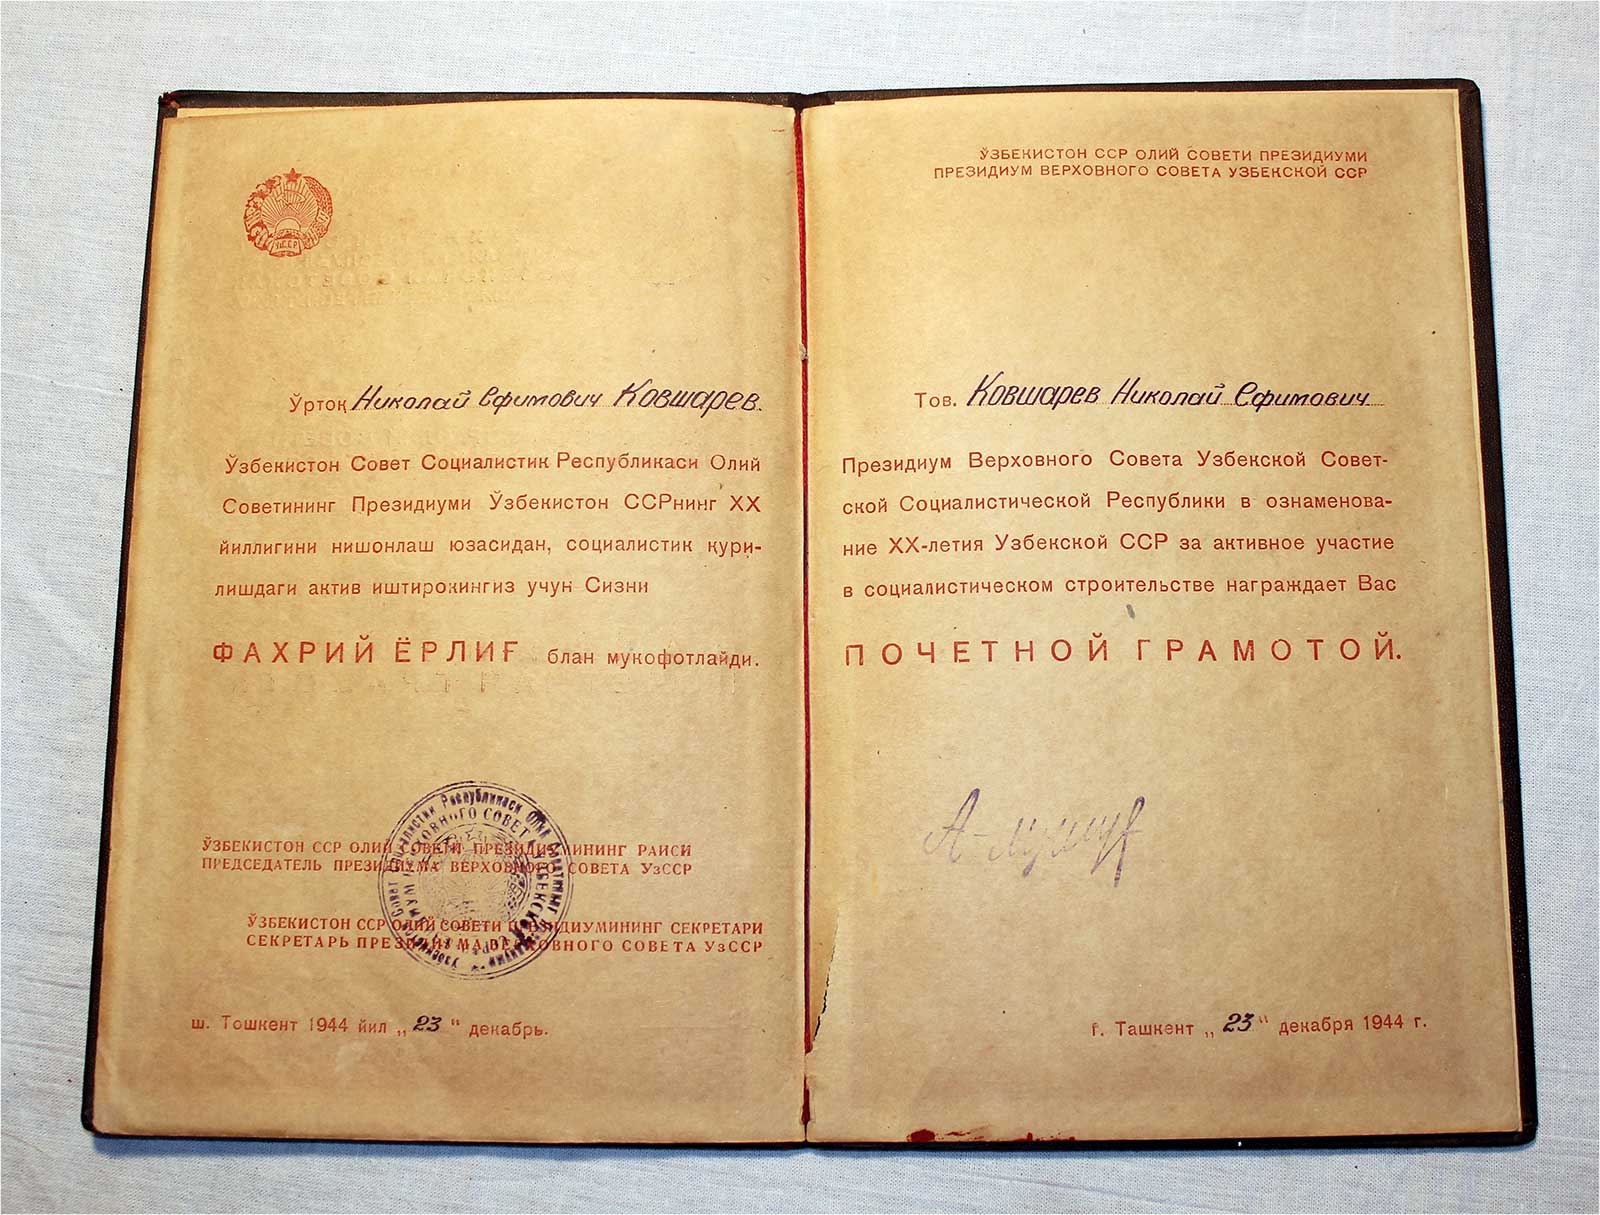 УзССР
Ўртоқ Николай Ефимович Ковшарев.
Ўзбекистон Совет Социалистик Республикаси Олий
Советининг Президиуми Ўзбекистон ССРнинг XX
йиллигини нишонлаш юзасидан, социалистик қури-
лишдаги актив иштирокингиз учун Сизни
ФАХРИЙ ЁРЛИҒ блан мукофотлайди.
ЎЗБЕКИСТОН ССР ОЛИЙ СОВЕТИ ПРЕЗИДИУМИНИНГ РАИСИ
ПРЕДСЕДАТЕЛЬ ПРЕЗИДИУМА ВЕРХОВНОГО СОВЕТА УзССР
ЎЗБЕКИСТОН ССР ОЛИЙ СОВЕТИ ПРЕЗИДИУМИНИНГ СЕКРЕТАРИ
СЕКРЕТАРЬ ПРЕЗИДИУМА ВЕРХОВНОГО СОВЕТА УзССР
ш. Тошкент 1944 йил „23“ декабрь.
ЎЗБЕКИСТОН ССР ОЛИЙ СОВЕТИ ПРЕЗИДИУМИ
ПРЕЗИДИУМ ВЕРХОВНОГО СОВЕТА УЗБЕКСКОЙ ССР
Тов. Ковшарев Николай Ефимович
Президиум Верховного Совета Узбекской Совет-
ской Социалистической Республики в ознаменова-
ние XX-летия Узбекской ССР за активное участие
в социалистическом строительстве награждает Вас
ПОЧЕТНОЙ ГРАМОТОЙ.
г. Ташкент „23“ декабря 1944 г.